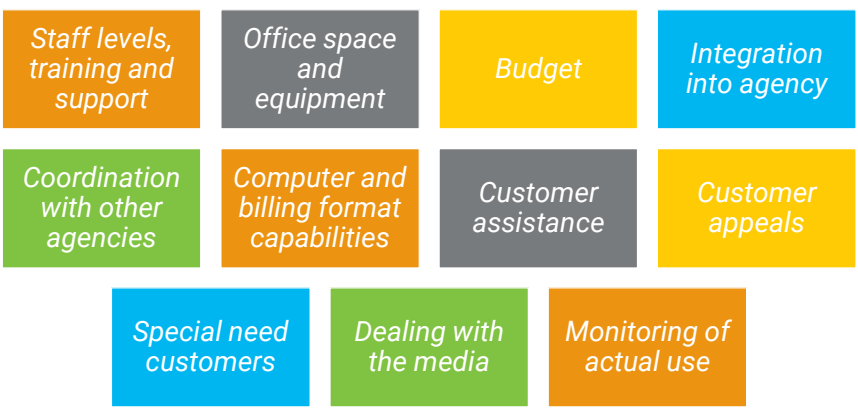 Staff levels,
training and
support
Office space
and
equipment
Budget
Integration
into agency
Coordination
with other
agencies
Computer and
billing format
capabilities
Customer
assistance
Customer
appeals
Special need
customers
Dealing with
the media
Monitoring of
actual use